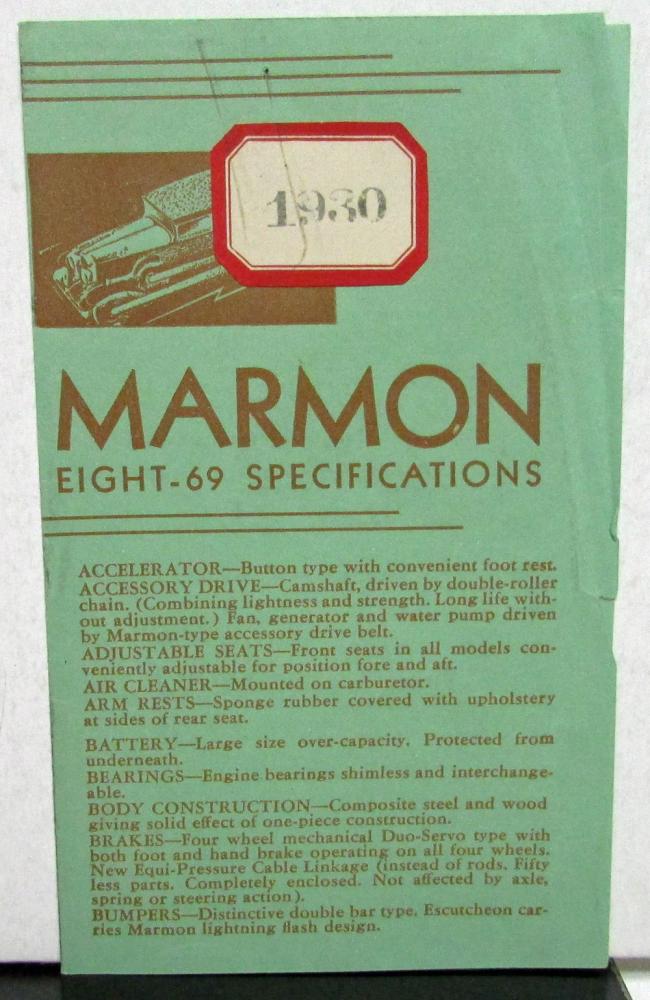 1930
MARMON
EIGHT-69 SPECIFICATIONS
ACCELERATOR—Button type with convenient foot rest.
ACCESSORY DRIVE—Camshaft, driven by double-roller
chain. (Combining lightness and strength. Long life with-
out adjustment.) Fan, generator and water pump driven
by Marmon-type accessory drive belt.
ADJUSTABLE SEATS—Front seats in all models con-
veniently adjustable for position fore and aft.
AIR CLEANER—Mounted on carburetor.
ARM RESTS—Sponge rubber covered with upholstery
at sides of rear seat.
BATTERY—Large size over-capacity. Protected from
underneath.
BEARINGS—Engine bearings shimless and interchange-
able.
BODY CONSTRUCTION—Composite steel and wood
giving solid effect of one-piece construction.
BRAKES—Four wheel mechanical Duo-Servo type with
both foot and hand brake operating on all four wheels.
New Equi-Pressure Cable Linkage (instead of rods. Fifty
less parts. Completely enclosed. Not affected by axle,
spring or steering action).
BUMPERS—Distinctive double bar type. Escutcheon car-
ries Marmon lightning flash design.